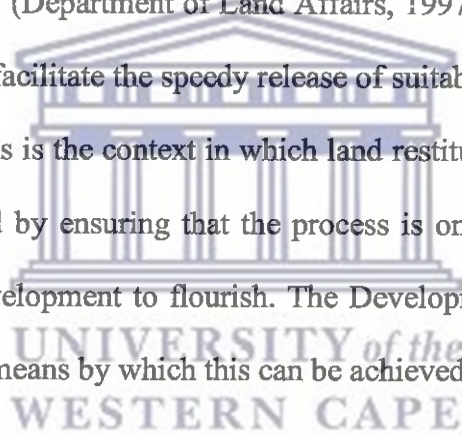 (Department of Land Affairs, 1997
facilitate the speedy release of suitab
s is the context in which land restitu
by ensuring that the process is on
velopment to flourish. The Developm
UNIVERSITY of the
means by which this can be achieved
WESTERN CAPE